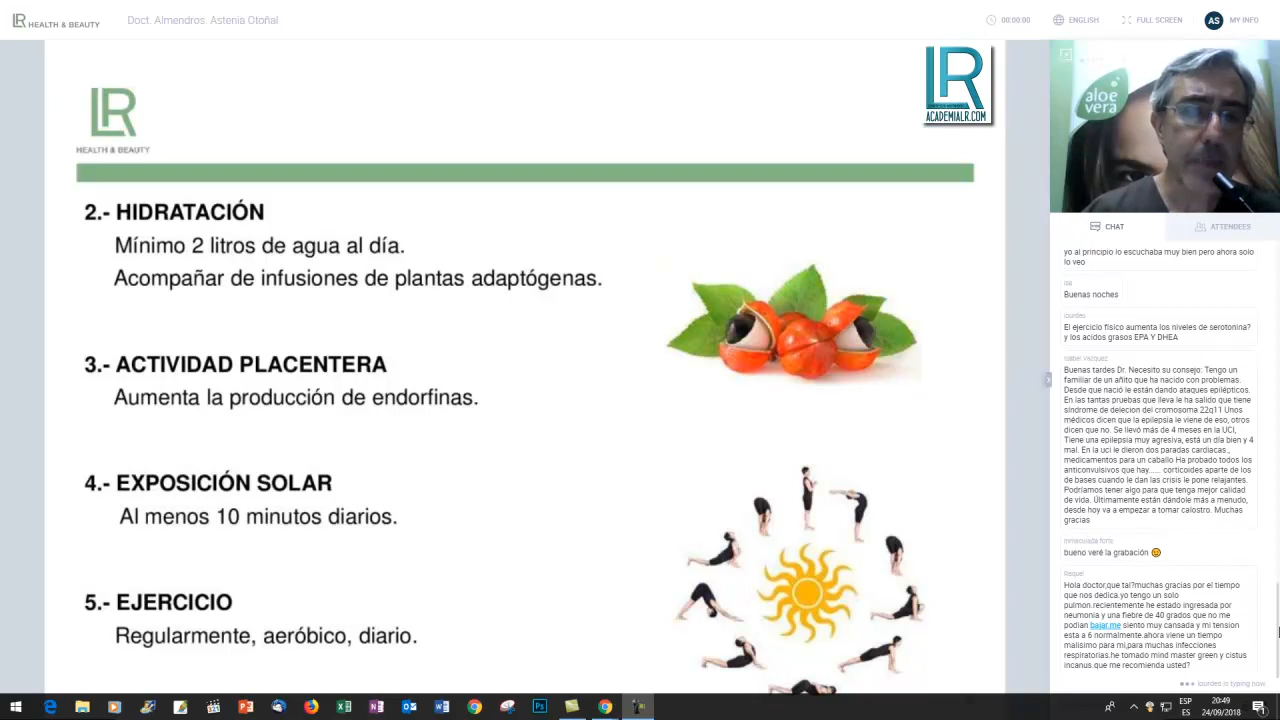 LR HEALTH & BEAUTY
Doct. Almendros. Astenia Otoñal
00:00:00
ENGLISH
FULL SCREEN
AS
MY INFO
LR
ACADEMIALR.COM
LR
HEALTH & BEAUTY
2.- HIDRATACIÓN
Mínimo 2 litros de agua al día.
Acompañar de infusiones de plantas adaptógenas.
3.- ACTIVIDAD PLACENTERA
Aumenta la producción de endorfinas.
4.- EXPOSICIÓN SOLAR
Al menos 10 minutos diarios.
5.- EJERCICIO
Regularmente, aeróbico, diario.
aloe
vera
CHAT
ATTENDEES
yo al principio lo escuchaba muy bien pero ahora solo
lo veo
isa
Buenas noches
lourdes
El ejercicio físico aumenta los niveles de serotonina?
y los acidos grasos EPA Y DHEA
Isabel Vazquez
Buenas tardes Dr. Necesito su consejo: Tengo un
familiar de un añito que ha nacido con problemas.
Desde que nació le están dando ataques epilépticos.
En las tantas pruebas que lleva le ha salido que tiene
síndrome de delecion del cromosoma 22q11 Unos
médicos dicen que la epilepsia le viene de eso, otros
dicen que no. Se llevó más de 4 meses en la UCI,
Tiene una epilepsia muy agresiva, está un día bien y 4
mal. En la uci le dieron dos paradas cardiacas.,
medicamentos para un caballo Ha probado todos los
anticonvulsivos que hay...... corticoides aparte de los
de bases cuando le dan las crisis le pone relajantes.
Podríamos tener algo para que tenga mejor calidad
de vida. Últimamente están dándole más a menudo,
desde hoy va a empezar a tomar calostro. Muchas
gracias
Inmaculada forts
bueno veré la grabación
Raquel
Hola doctor,que tal?muchas gracias por el tiempo
que nos dedica.yo tengo un solo
pulmon.recientemente he estado ingresada por
neumonia y una fiebre de 40 grados que no me
podian bajar.me siento muy cansada y mi tension
esta a 6 normalmente.ahora viene un tiempo
malisimo para mi,para muchas infecciones
respiratorias.he tomado mind master green y cistus
incanus.que me recomienda usted?
lourdes is typing now
ESP
ES
20:49
24/09/2018